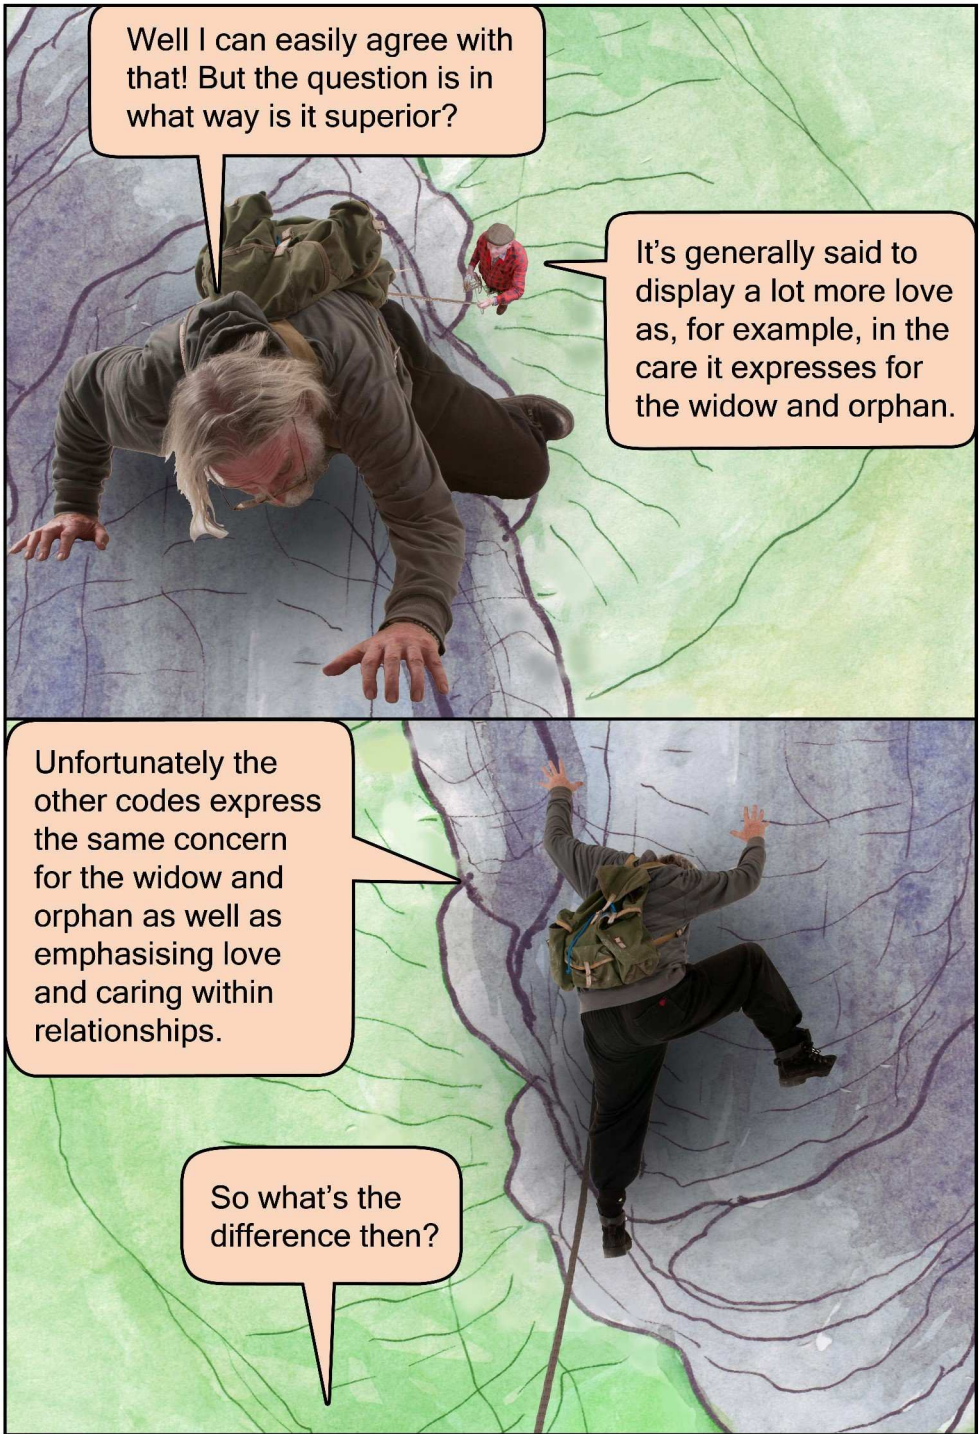 Well I can easily agree with
that! But the question is in
what way is it superior?
It's generally said to
display a lot more love
as, for example, in the
care it expresses for
the widow and orphan.
Unfortunately the
other codes express
the same concern
for the widow and
orphan as well as
emphasising love
and caring within
relationships.
So what's the
difference then?